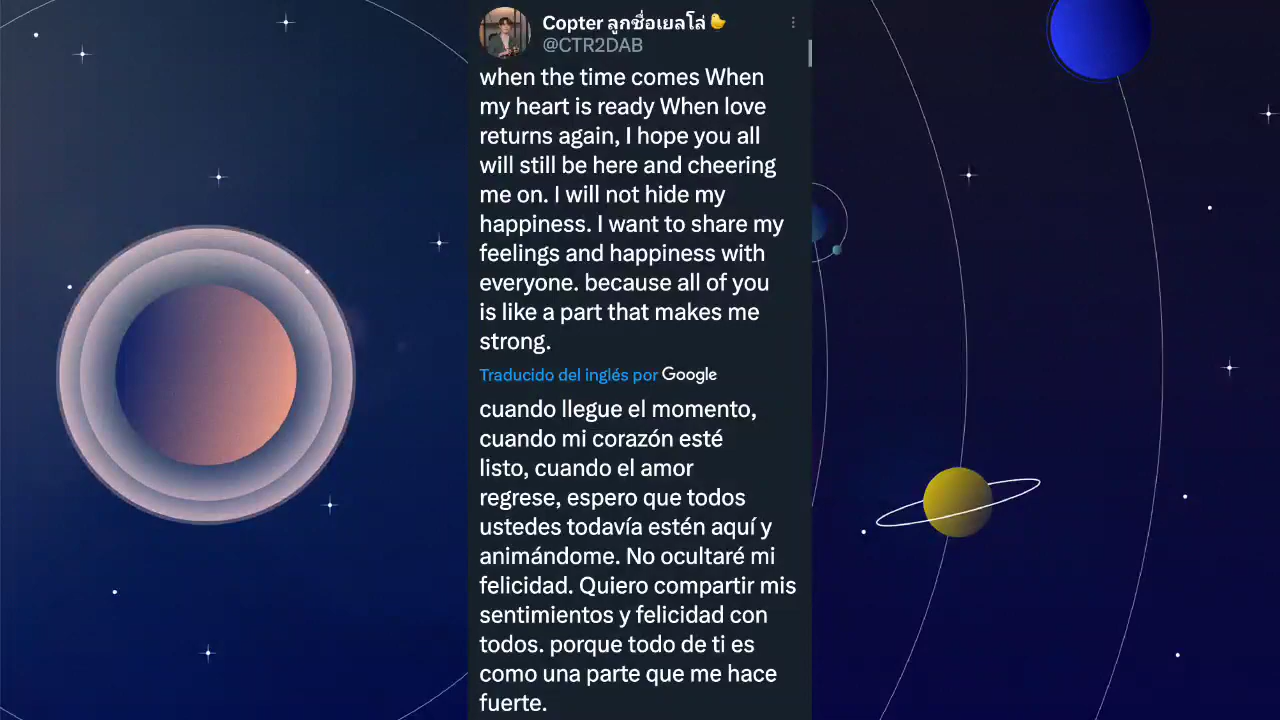 Copter ลูกชื่อเยลโล่🐤
@CTR2DAB
when the time comes When
my heart is ready When love
returns again, I hope you all
will still be here and cheering
me on. I will not hide my
happiness. I want to share my
feelings and happiness with
everyone. because all of you
is like a part that makes me
strong.
Traducido del inglés por Google
cuando llegue el momento,
cuando mi corazón esté
listo, cuando el amor
regrese, espero que todos
ustedes todavía estén aquí y
animándome. No ocultaré mi
felicidad. Quiero compartir mis
sentimientos y felicidad con
todos. porque todo de ti es
como una parte que me hace
fuerte.